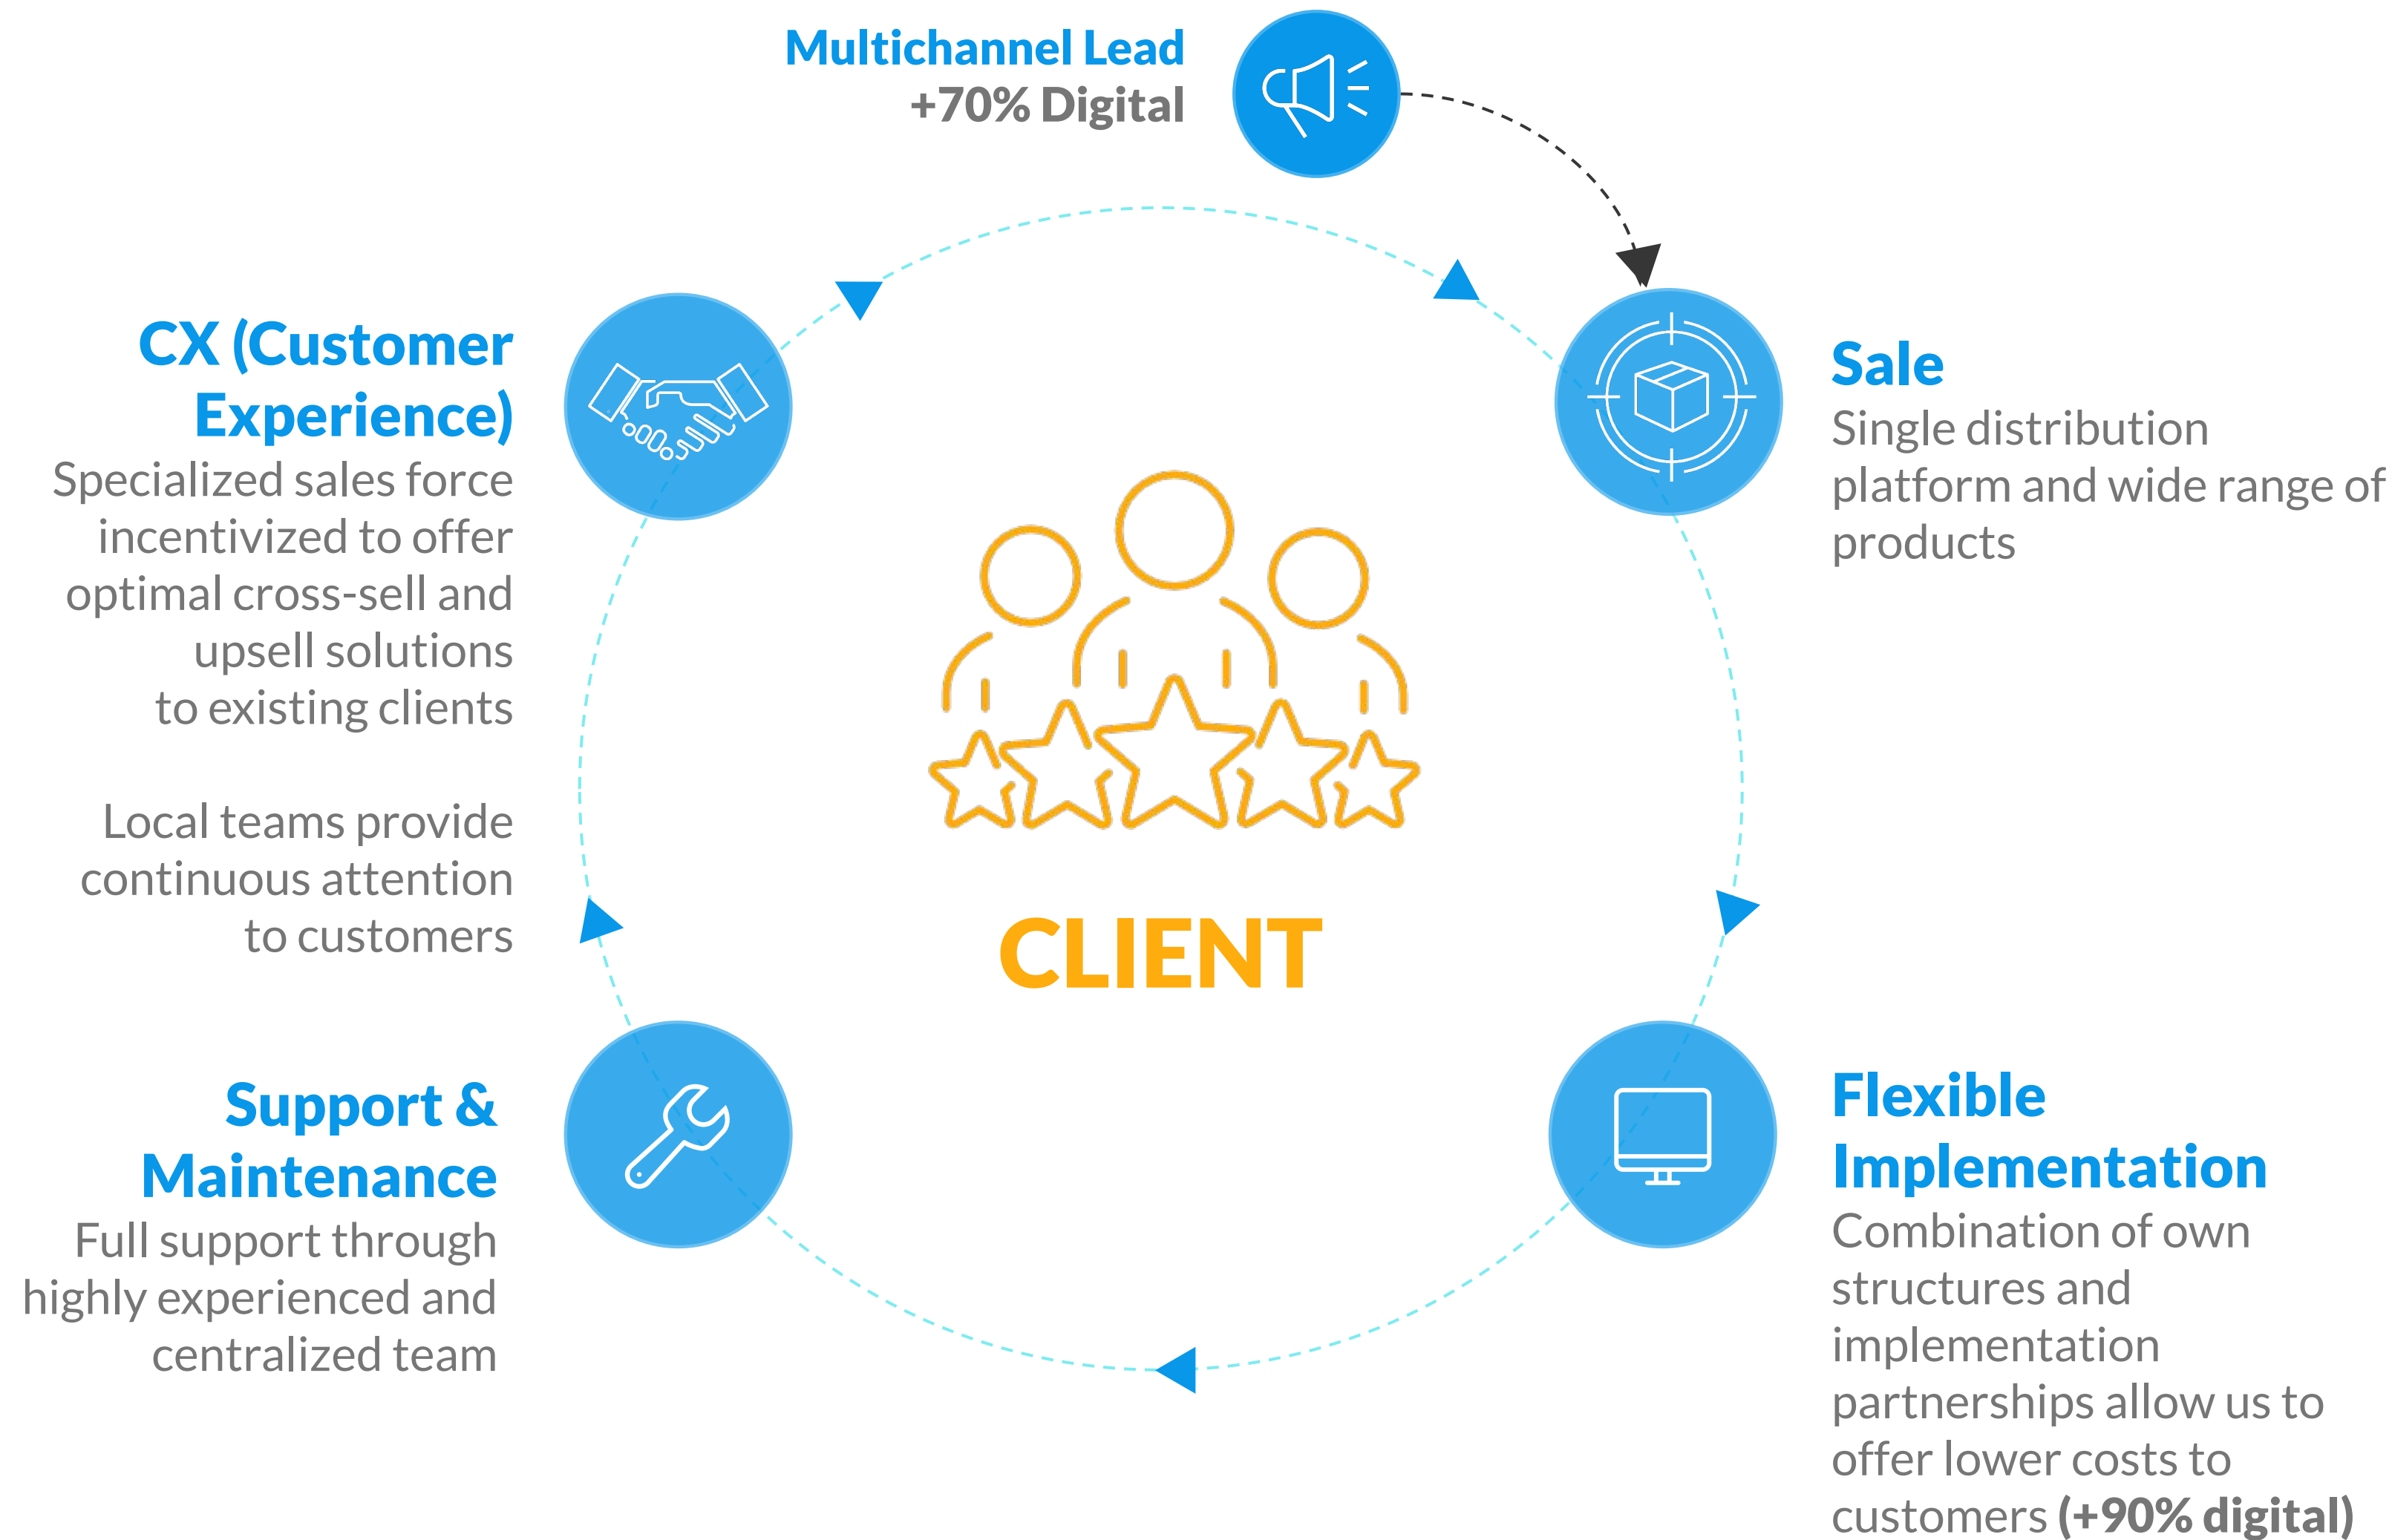 Multichannel Lead
+70% Digital
CX (Customer
Experience)
Specialized sales force
incentivized to offer
optimal cross-sell and
upsell solutions
to existing clients
Local teams provide
continuous attention
to customers
Sale
Single distribution
platform and wide range of
products
CLIENT
Support &
Maintenance
Full support through
highly experienced and
centralized team
Flexible
Implementation
Combination of own
structures and
implementation
partnerships allow us to
offer lower costs to
customers (+90% digital)